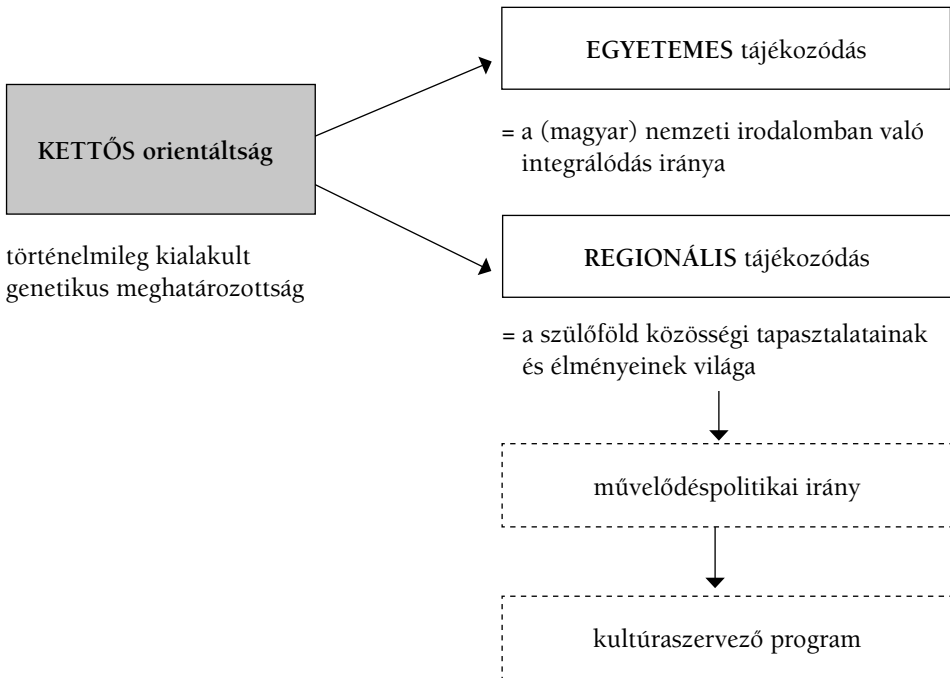 KETTŐS orientáltság
történelmileg kialakult
genetikus meghatározottság
EGYETEMES tájékozódás
= a (magyar) nemzeti irodalomban való
integrálódás iránya
REGIONÁLIS tájékozódás
= a szülőföld közösségi tapasztalatainak
és élményeinek világa
művelődéspolitikai irány
kultúraszervező program